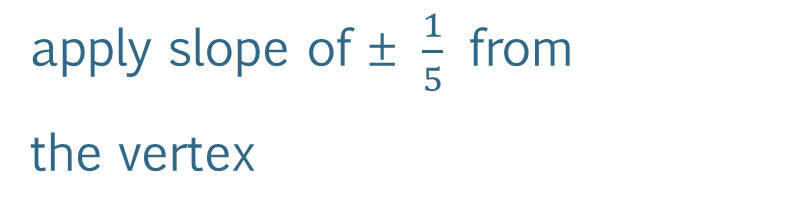 apply slope of ± 1/5 from
the vertex